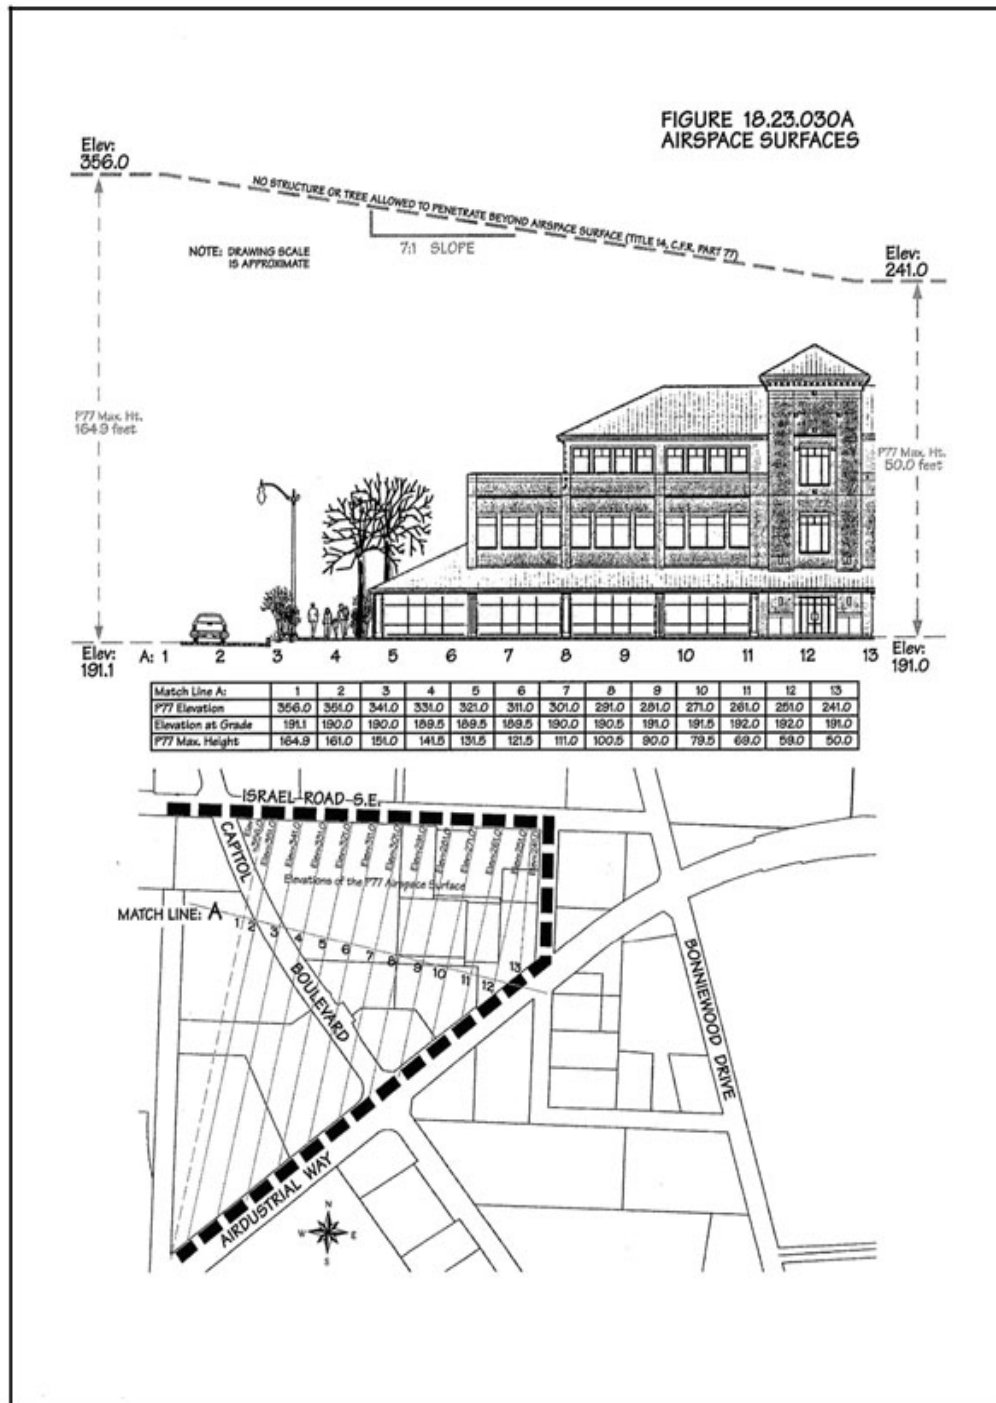 FIGURE 18.23.030A
AIRSPACE SURFACES
Elev:
356.0
NO STRUCTURE OR TREE ALLOWED TO PENETRATE BEYOND AIRSPACE SURFACE (TITLE 14, C.F.R. PART 77)
7:1 SLOPE
NOTE: DRAWING SCALE
IS APPROXIMATE
Elev:
241.0
P77 Max. Ht.
164.9 feet
P77 Max. Ht.
50.0 feet
Elev:
191.1
A: 1 2 3 4 5 6 7 8 9 10 11 12 13
Elev:
191.0
Match Line A: 1 2 3 4 5 6 7 8 9 10 11 12 13
P77 Elevation 356.0 351.0 341.0 331.0 321.0 311.0 301.0 291.0 281.0 271.0 261.0 251.0 241.0
Elevation at Grade 191.1 190.0 190.0 189.5 189.5 189.5 190.0 190.5 191.0 191.5 192.0 192.0 191.0
P77 Max. Height 164.9 161.0 151.0 141.5 131.5 121.5 111.0 100.5 90.0 79.5 69.0 59.0 50.0
ISRAEL ROAD S.E.
CAPITOL
BOULEVARD
Elevations of the P77 Airspace Surface
MATCH LINE: A
1 2 3 4 5 6 7 8 9 10 11 12 13
BONNIEWOOD DRIVE
AIRDUSTRIAL WAY
N
W E
S